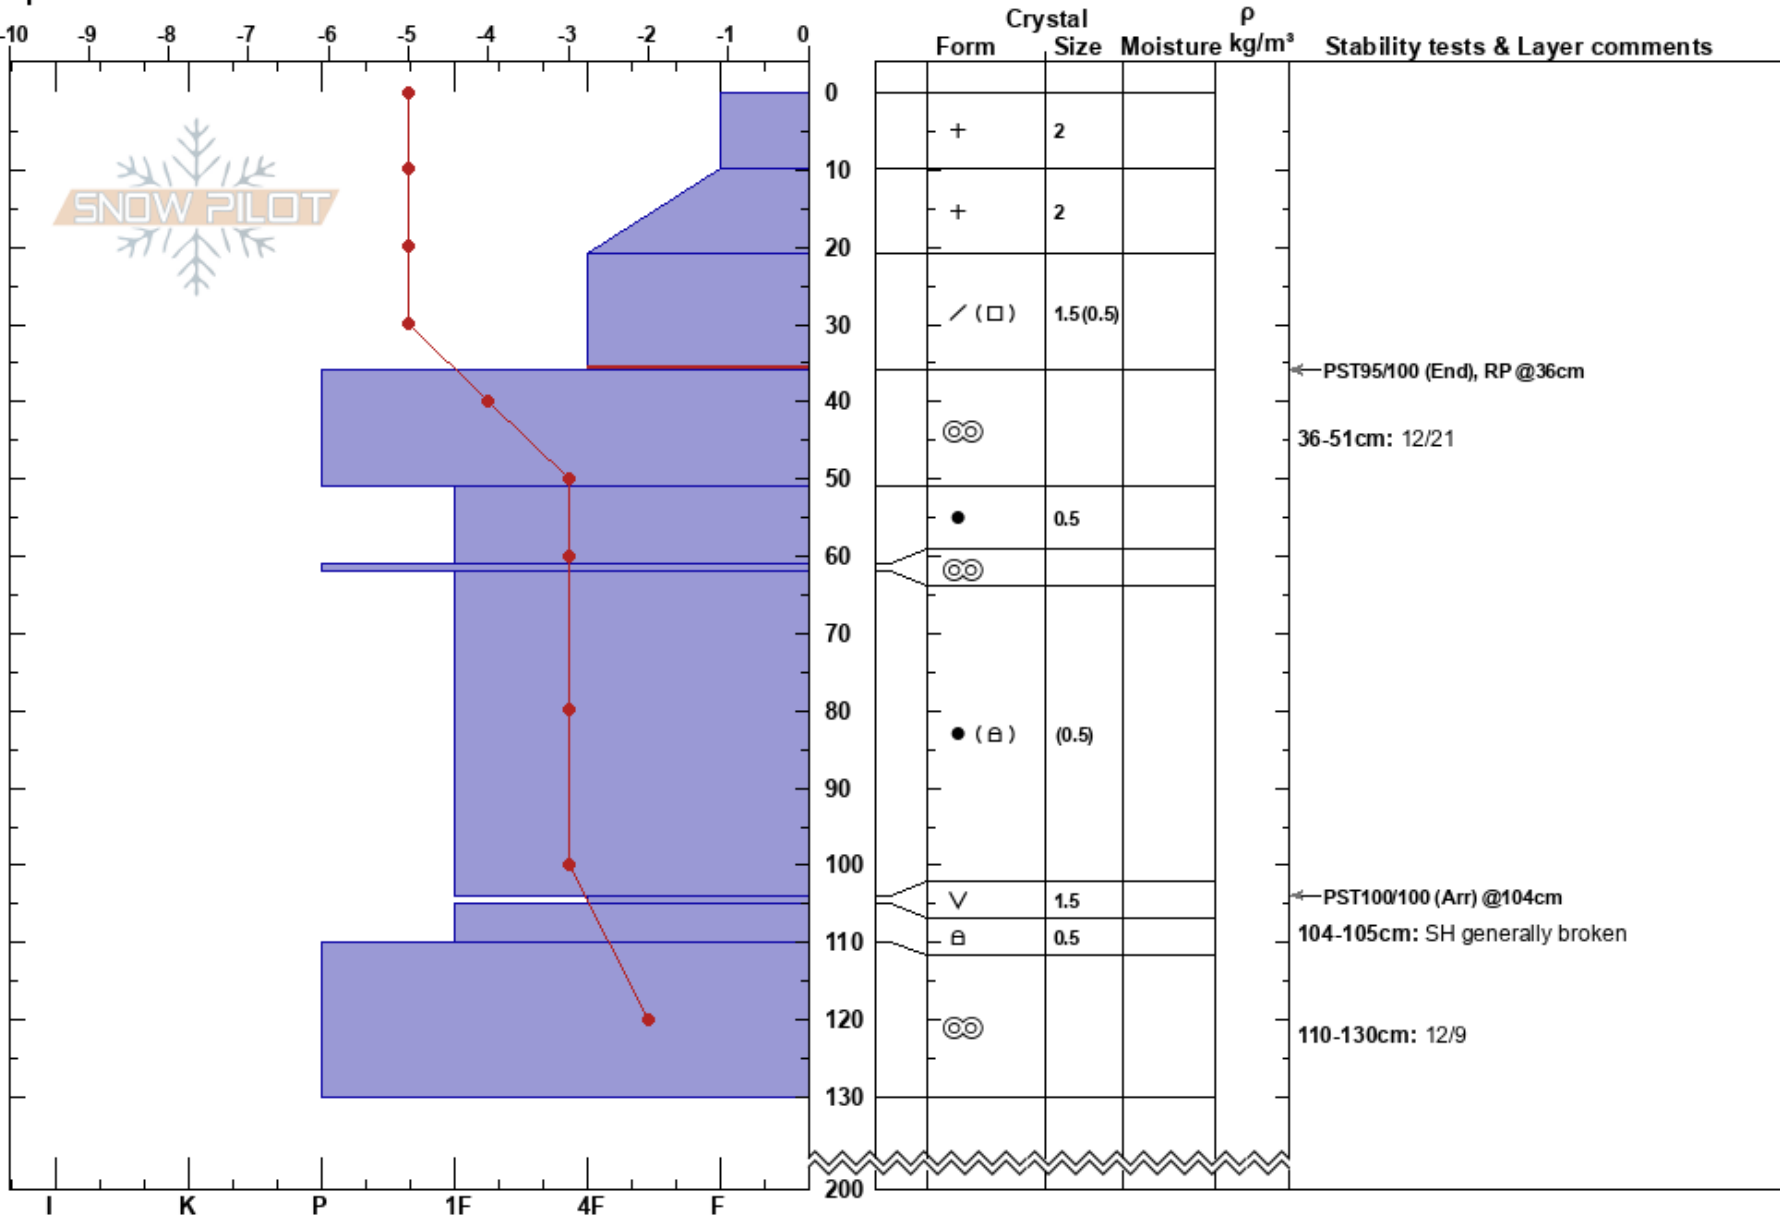 Crystal ρ
-10 -9 -8 -7 -6 -5 -4 -3 -2 -1 0
Form Size Moisture kg/m³ Stability tests & Layer comments
0
+ 2
SNOW PILOT
10
+ 2
20
/ (□) 1.5(0.5)
30
PST95/100 (End), RP @36cm
40
36-51cm: 12/21
50
● 0.5
60
70
80
● ( ) (0.5)
90
100
PST100/100 (Arr) @104cm
V 1.5
104-105cm: SH generally broken
110
0.5
120
110-130cm: 12/9
130
200
I K P 1F 4F F